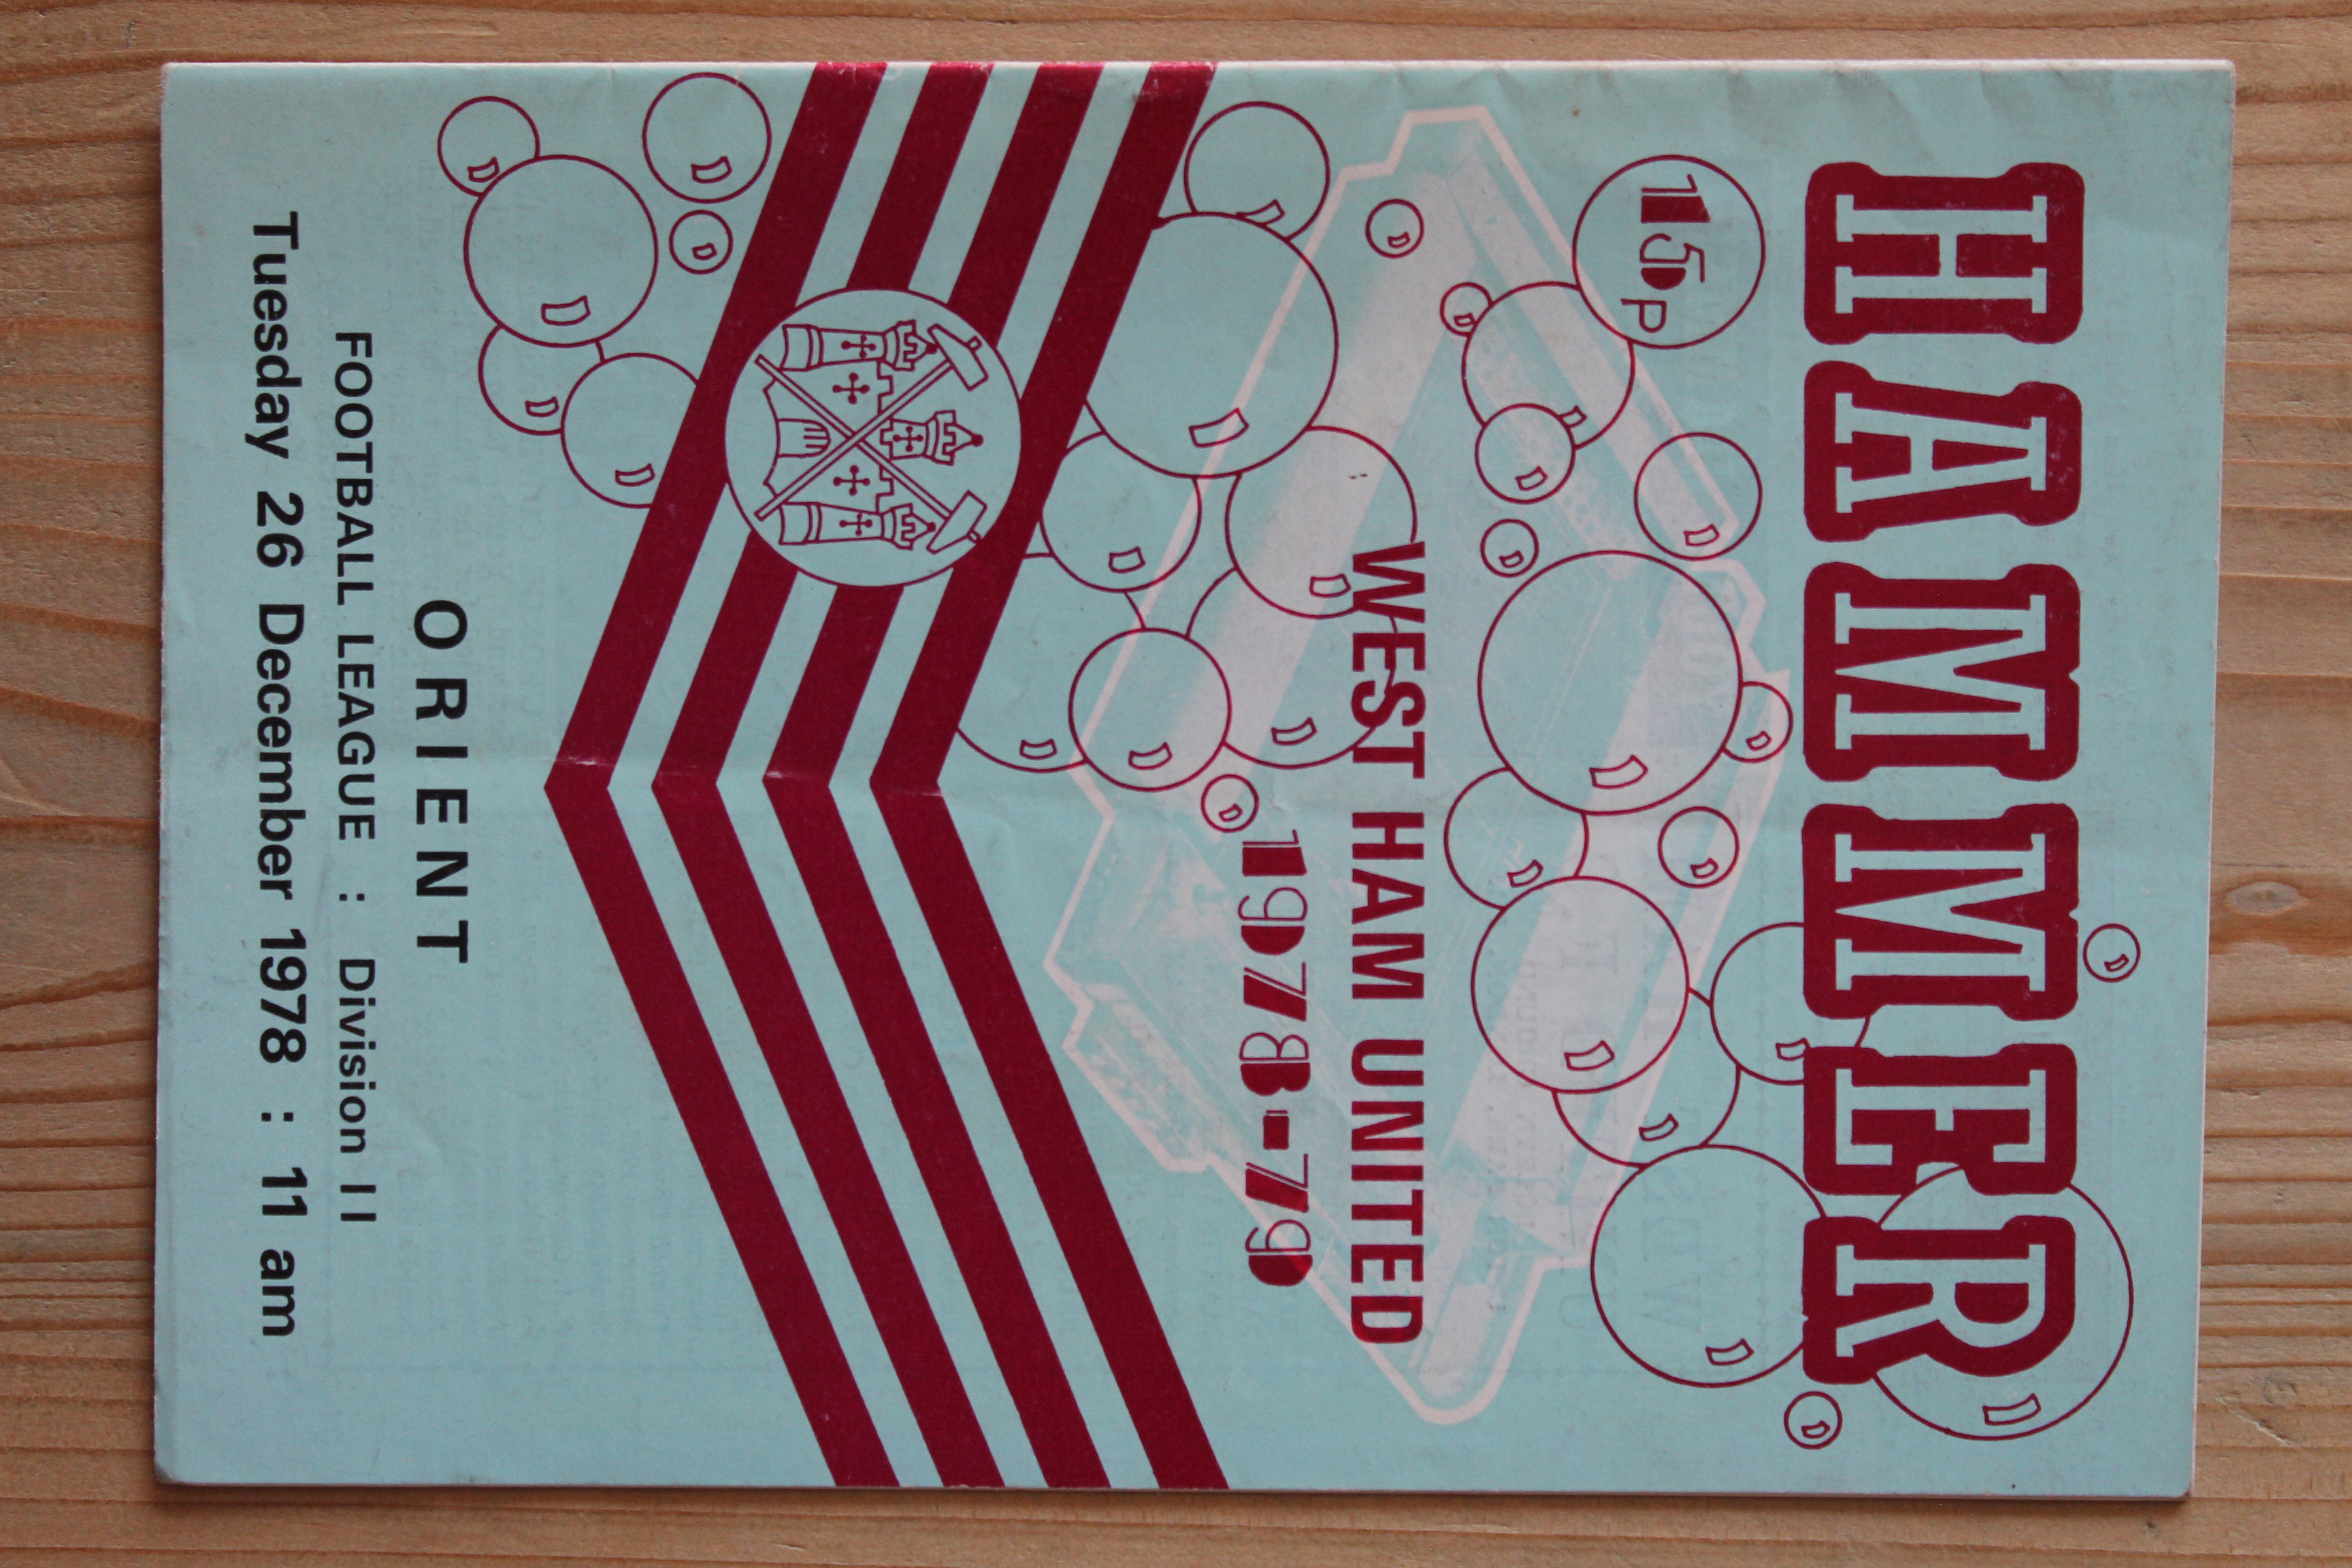 HAMMER
15p
WEST HAM UNITED
1978-79
ORIENT
FOOTBALL LEAGUE : Division II
Tuesday 26 December 1978 : 11 am